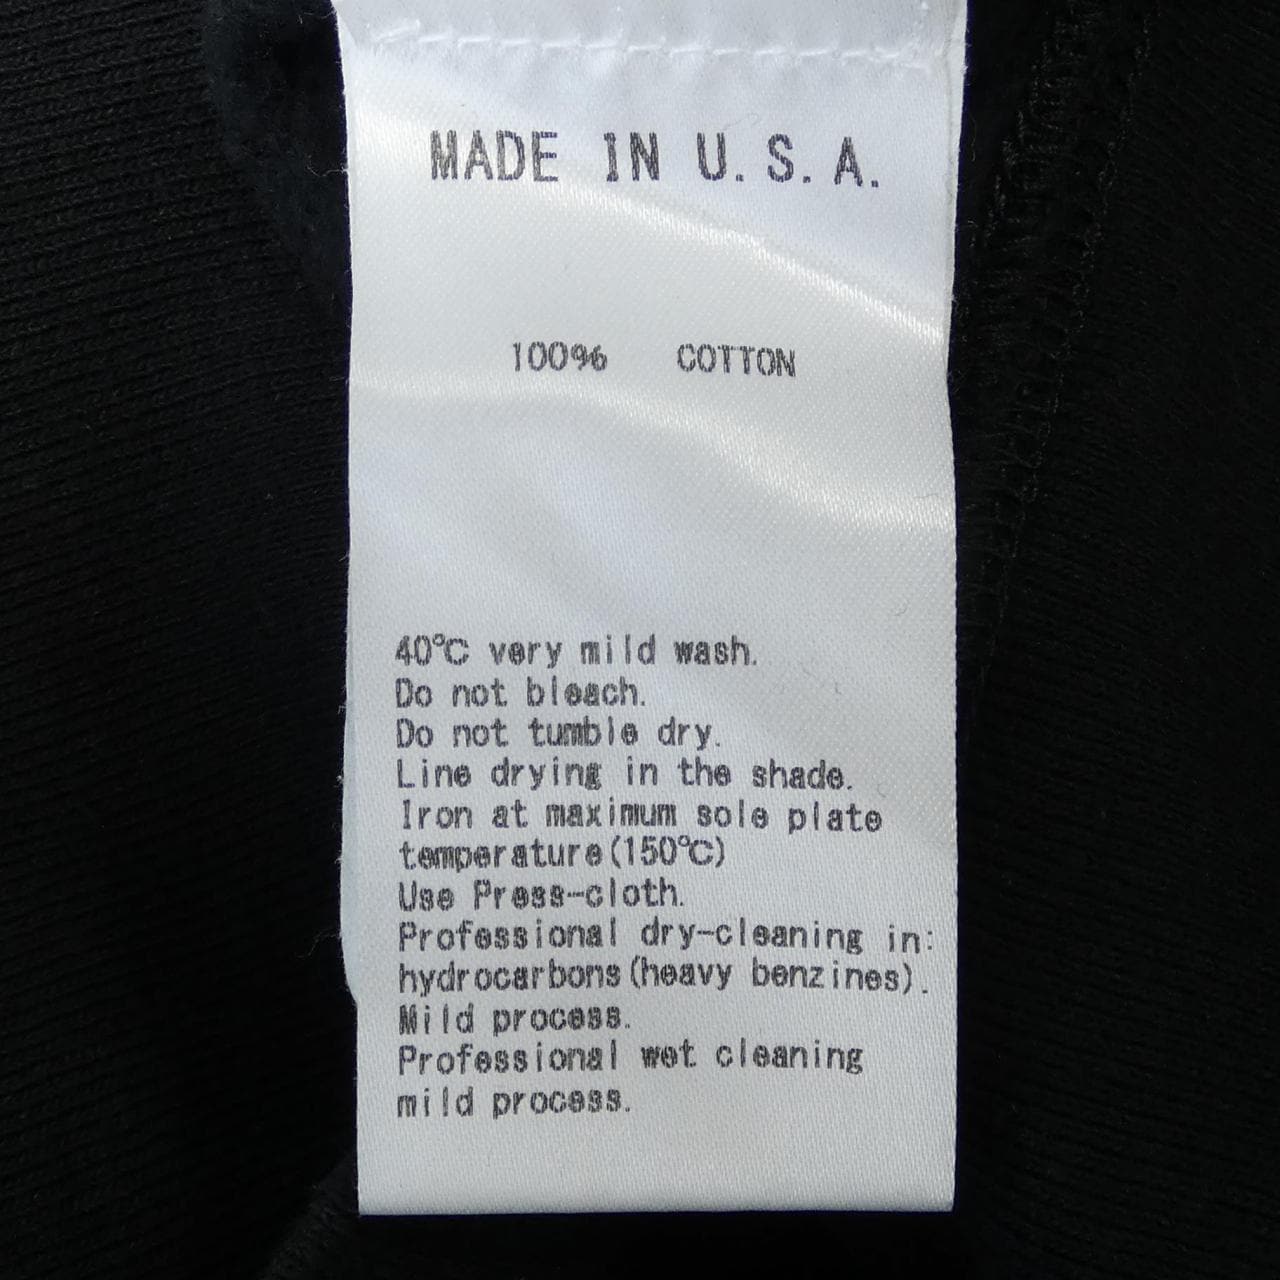 MADE IN U.S.A.
100% COTTON
40℃ very mild wash.
Do not bleach.
Do not tumble dry.
Line drying in the shade.
Iron at maximum sole plate
temperature(150℃)
Use Press-cloth.
Professional dry-cleaning in:
hydrocarbons(heavy benzines).
Mild process.
Professional wet cleaning
mild process.